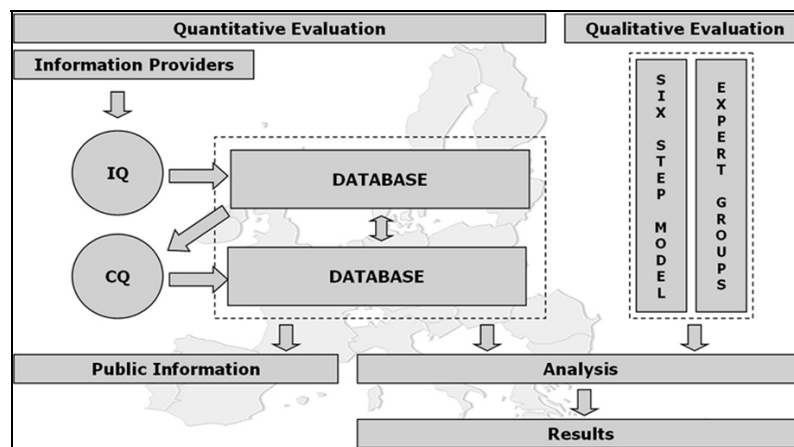 Quantitative Evaluation
Qualitative Evaluation
Information Providers
IQ
DATABASE
CQ
DATABASE
SIX STEP MODEL
EXPERT GROUPS
Public Information
Analysis
Results